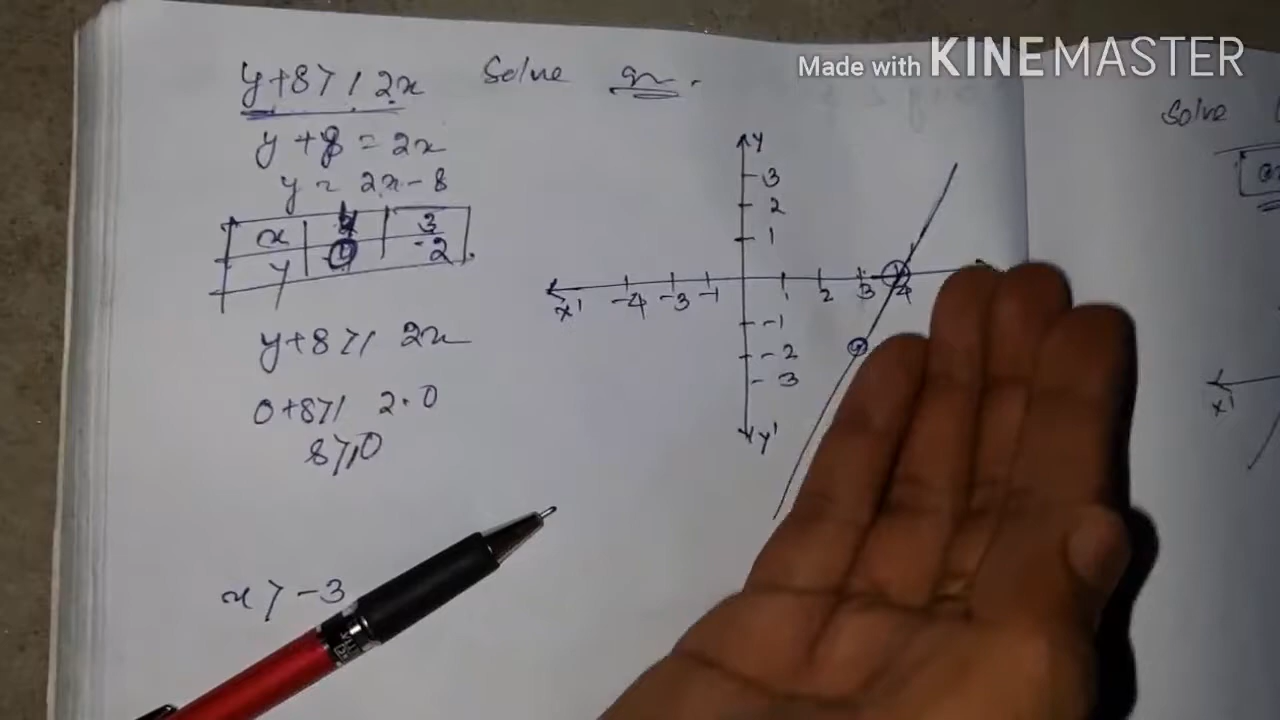 Made with KINEMASTER
y+8 ⩾ 2x Solve
y+8 = 2x
y = 2x-8
x 4 3
y 0 -2
y+8 ⩾ 2x
0+8 ⩾ 2.0
8 ⩾ 0
x > -3
y
3
2
1
x' -4 -3 -1 1 2 3 4
-1
-2
-3
y'
Solve
x'